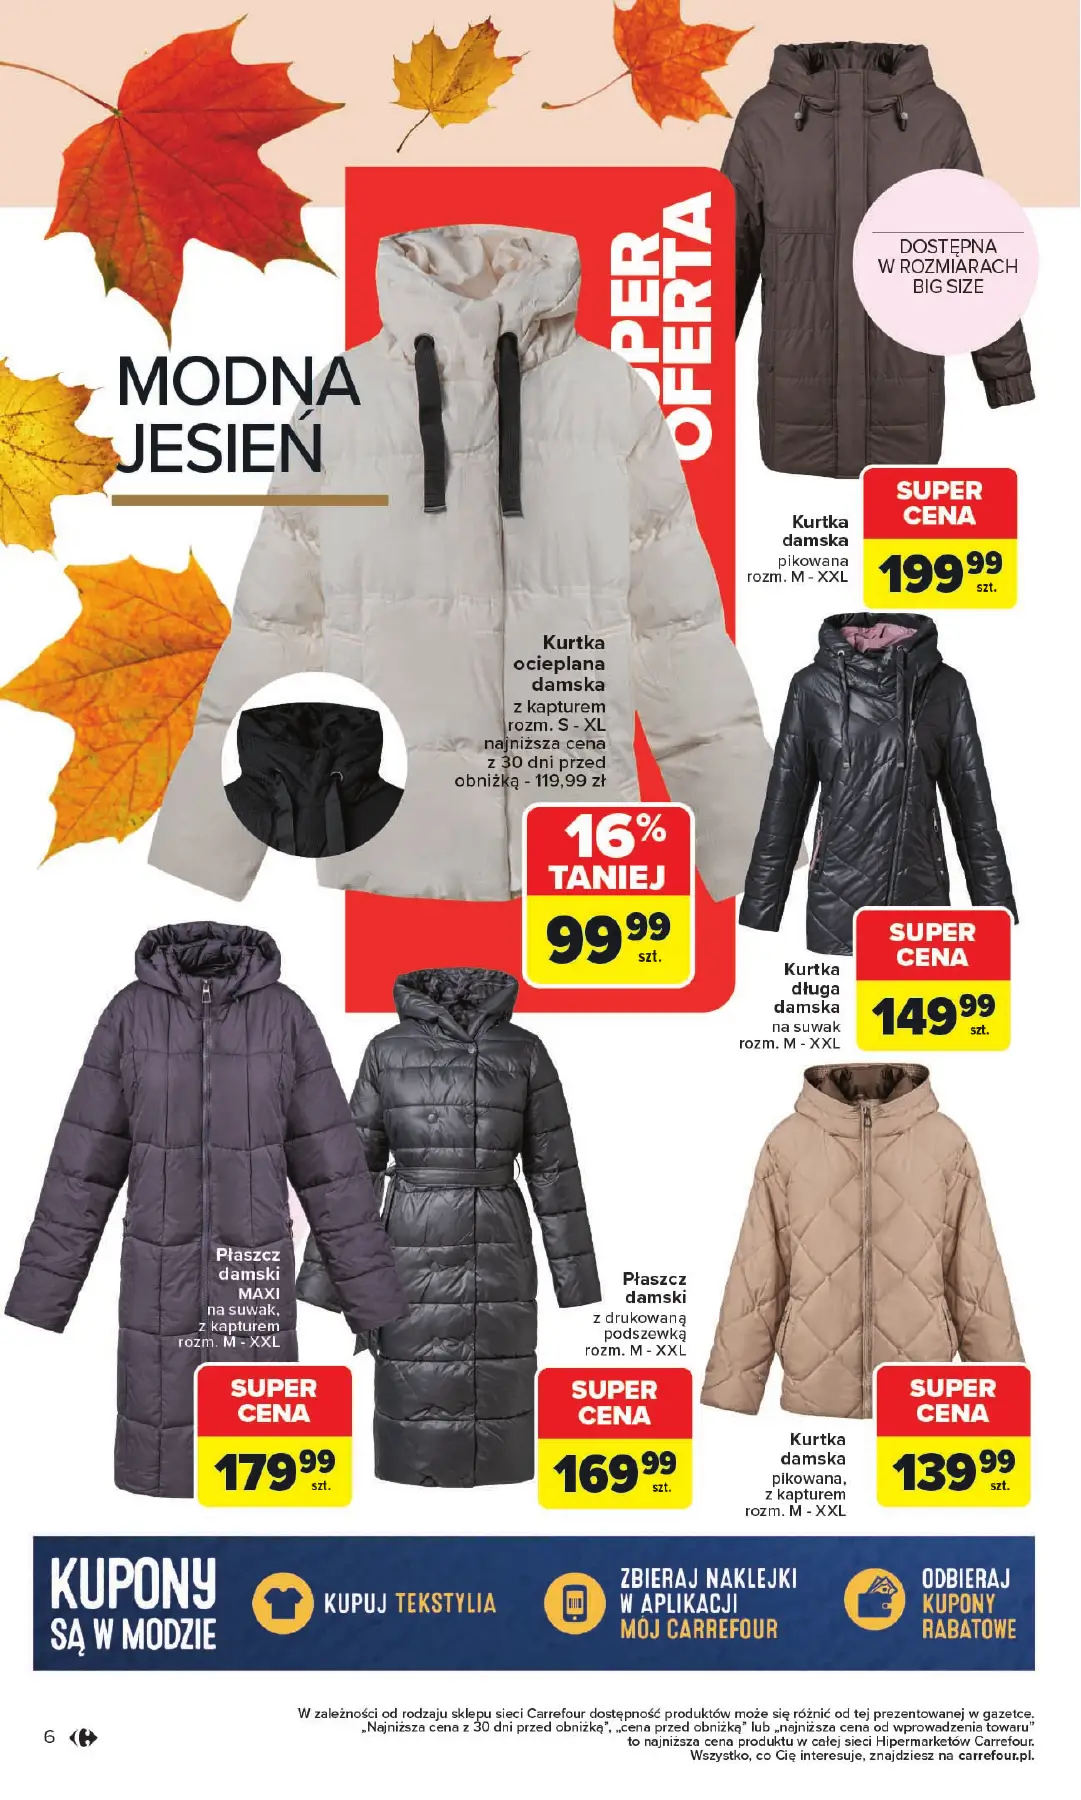 MODNA
JESIEŃ
SUPER
OFERTA
DOSTĘPNA
W ROZMIARACH
BIG SIZE
Kurtka
damska
pikowana
rozm. M - XXL
SUPER
CENA
199 99
szt.
Kurtka
ocieplana
damska
z kapturem
rozm. S - XL
najniższa cena
z 30 dni przed
obniżką - 119,99 zł
16%
TANIEJ
99 99
szt.
Kurtka
długa
damska
na suwak
rozm. M - XXL
SUPER
CENA
149 99
szt.
Płaszcz
damski
MAXI
na suwak,
z kapturem
rozm. M - XXL
SUPER
CENA
179 99
szt.
Płaszcz
damski
z drukowaną
podszewką
rozm. M - XXL
SUPER
CENA
169 99
szt.
Kurtka
damska
pikowana,
z kapturem
rozm. M - XXL
SUPER
CENA
139 99
szt.
KUPONY
SĄ W MODZIE
KUPUJ TEKSTYLIA
ZBIERAJ NAKLEJKI
W APLIKACJI
MÓJ CARREFOUR
ODBIERAJ
KUPONY
RABATOWE
W zależności od rodzaju sklepu sieci Carrefour dostępność produktów może się różnić od tej prezentowanej w gazetce.
„Najniższa cena z 30 dni przed obniżką”, „cena przed obniżką” lub „najniższa cena od wprowadzenia towaru”
to najniższa cena produktu w całej sieci Hipermarketów Carrefour.
Wszystko, co Cię interesuje, znajdziesz na carrefour.pl.
6